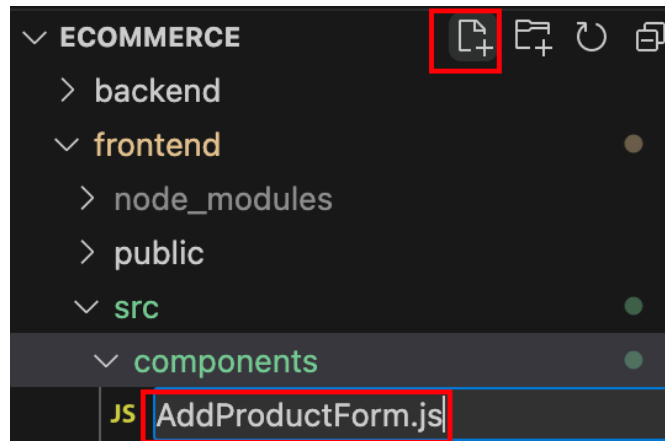 ECOMMERCE
backend
frontend
node_modules
public
src
components
JS AddProductForm.js